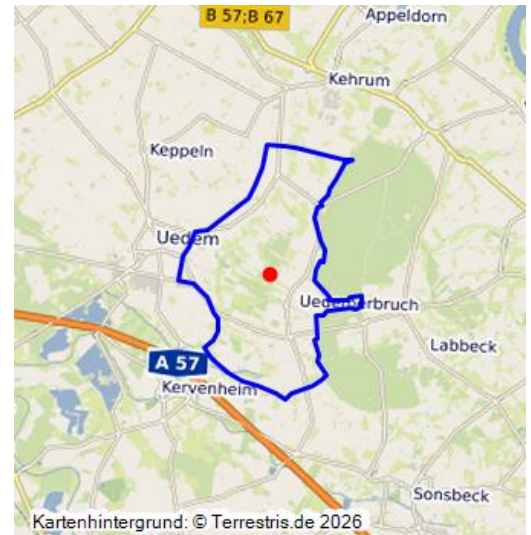 B 57;B 67
Appeldorn
Kehrum
Keppeln
Uedem
Uedemerbruch
Labbeck
A 57
Kervenheim
Sonsbeck
Kartenhintergrund: © Terrestris.de 2026